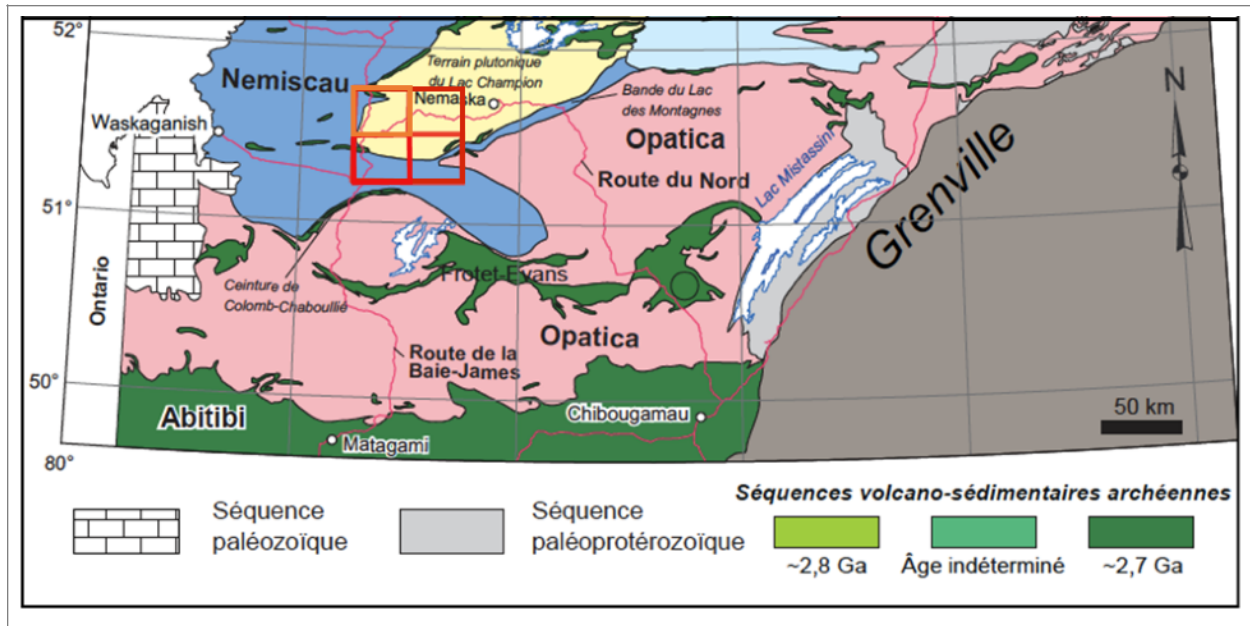 52°
Nemiscau
Terrain plutonique
du Lac Champion
Nemaska
Bande du Lac
des Montagnes
N
Waskaganish
Opatica
Route du Nord
Lac Mistassini
51°
Grenville
Ontario
Frotet-Evans
Ceinture de
Colomb-Chaboullié
Opatica
Route de la
Baie-James
50°
Abitibi
Chibougamau
50 km
Matagami
80°
Séquence
paléozoïque
Séquence
paléoprotérozoïque
Séquences volcano-sédimentaires archéennes
~2,8 Ga
Âge indéterminé
~2,7 Ga